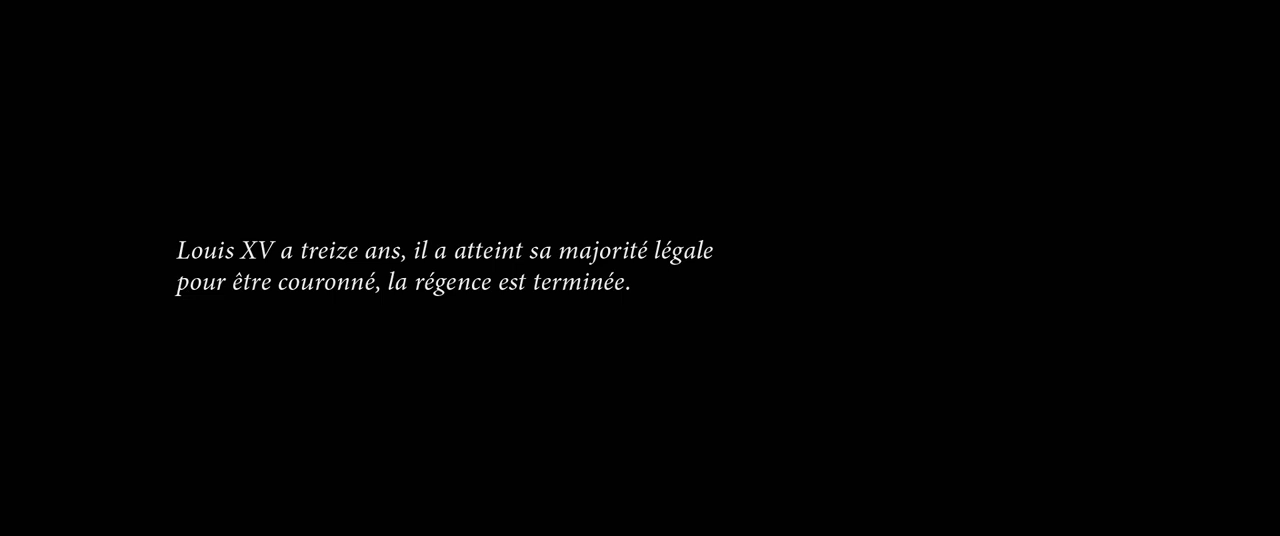 Louis XV a treize ans, il a atteint sa majorité légale
pour être couronné, la régence est terminée.